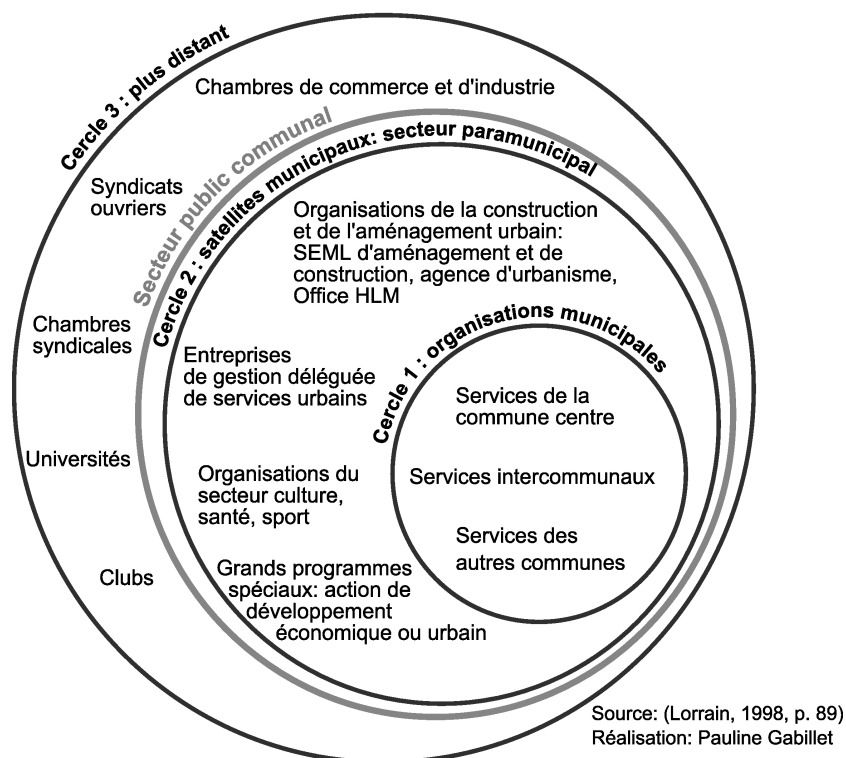 Cercle 3 : plus distant
Chambres de commerce et d'industrie
Secteur public communal
Cercle 2 : satellites municipaux: secteur paramunicipal
Syndicats
ouvriers
Organisations de la construction
et de l'aménagement urbain:
SEML d'aménagement et de
construction, agence d'urbanisme,
Office HLM
Chambres
syndicales
Cercle 1 : organisations municipales
Entreprises
de gestion déléguée
de services urbains
Services de la
commune centre
Universités
Organisations du
secteur culture,
santé, sport
Services intercommunaux
Services des
autres communes
Clubs
Grands programmes
spéciaux: action de
développement
économique ou urbain
Source: (Lorrain, 1998, p. 89)
Réalisation: Pauline Gabillet